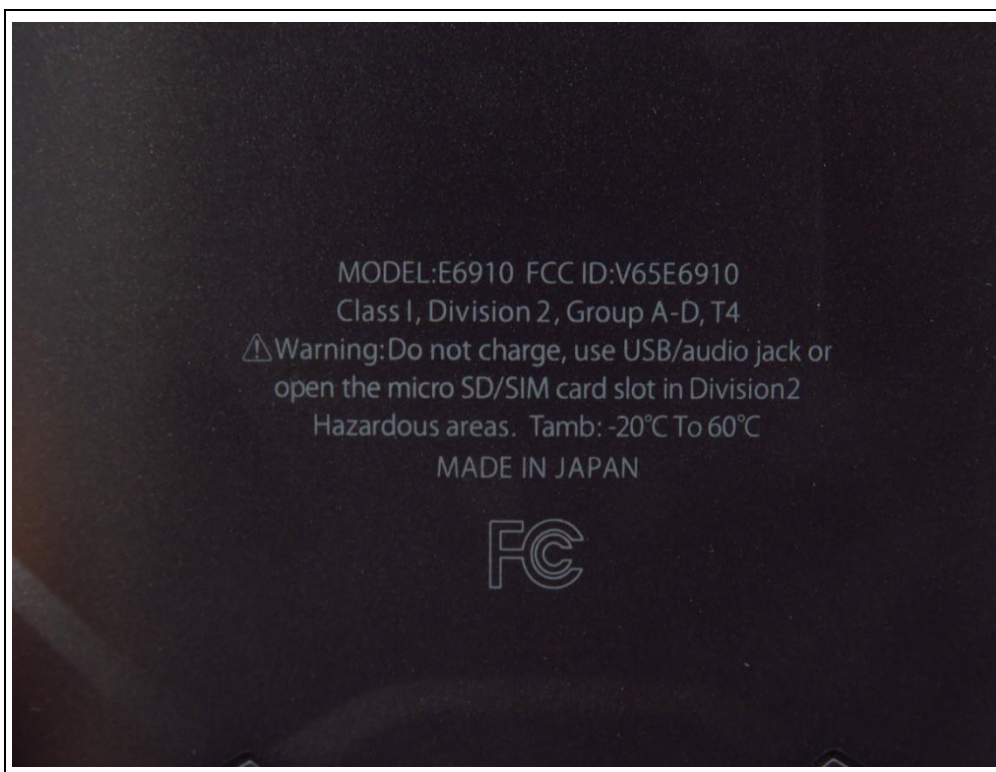 MODEL:E6910 FCC ID:V65E6910
Class I, Division 2, Group A-D, T4
⚠Warning:Do not charge, use USB/audio jack or
open the micro SD/SIM card slot in Division2
Hazardous areas. Tamb: -20°C To 60°C
MADE IN JAPAN
FC